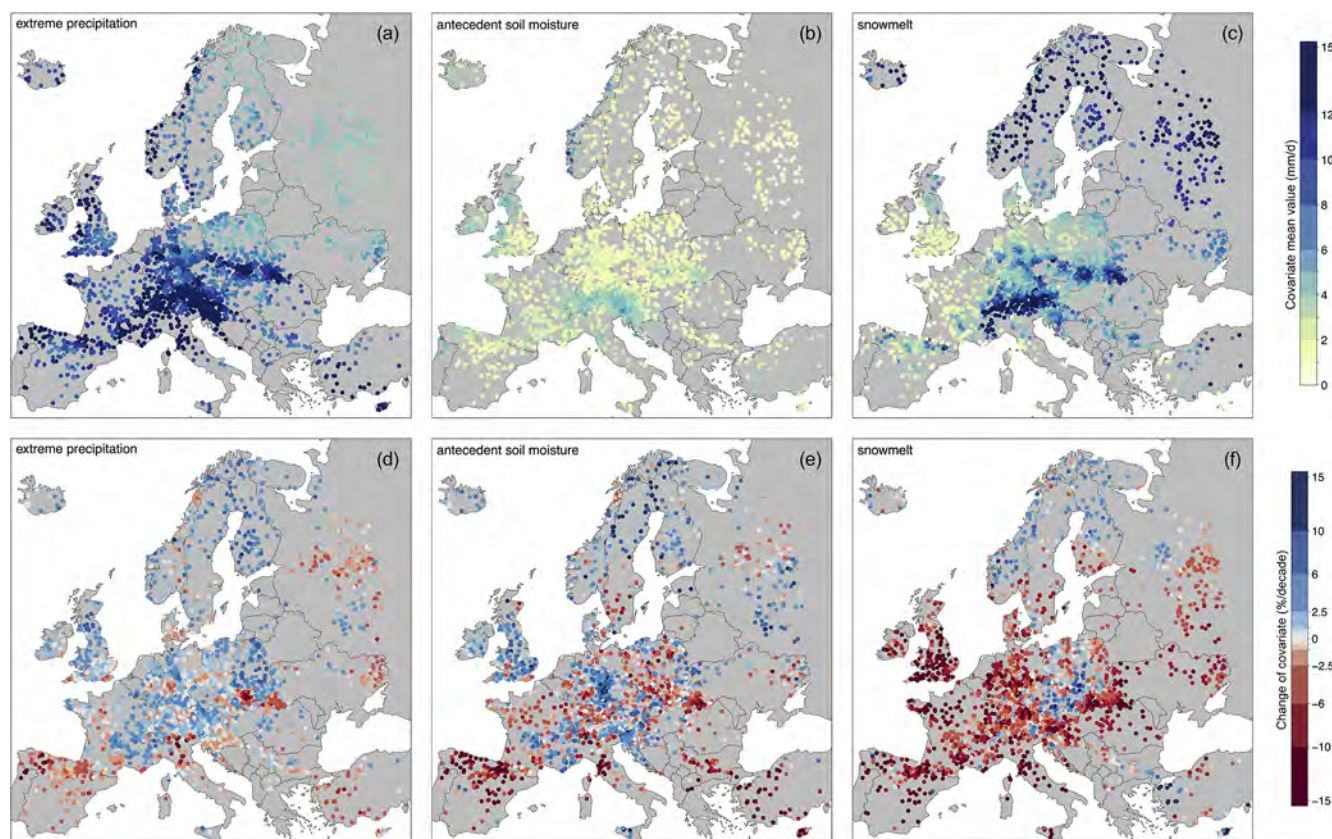 extreme precipitation (a)
antecedent soil moisture (b)
snowmelt (c)
15
12
10
8
6
4
2
0
Covariate mean value (mm/d)
extreme precipitation (d)
antecedent soil moisture (e)
snowmelt (f)
15
10
6
2.5
0
−2.5
−6
−10
−15
Change of covariate (%/decade)